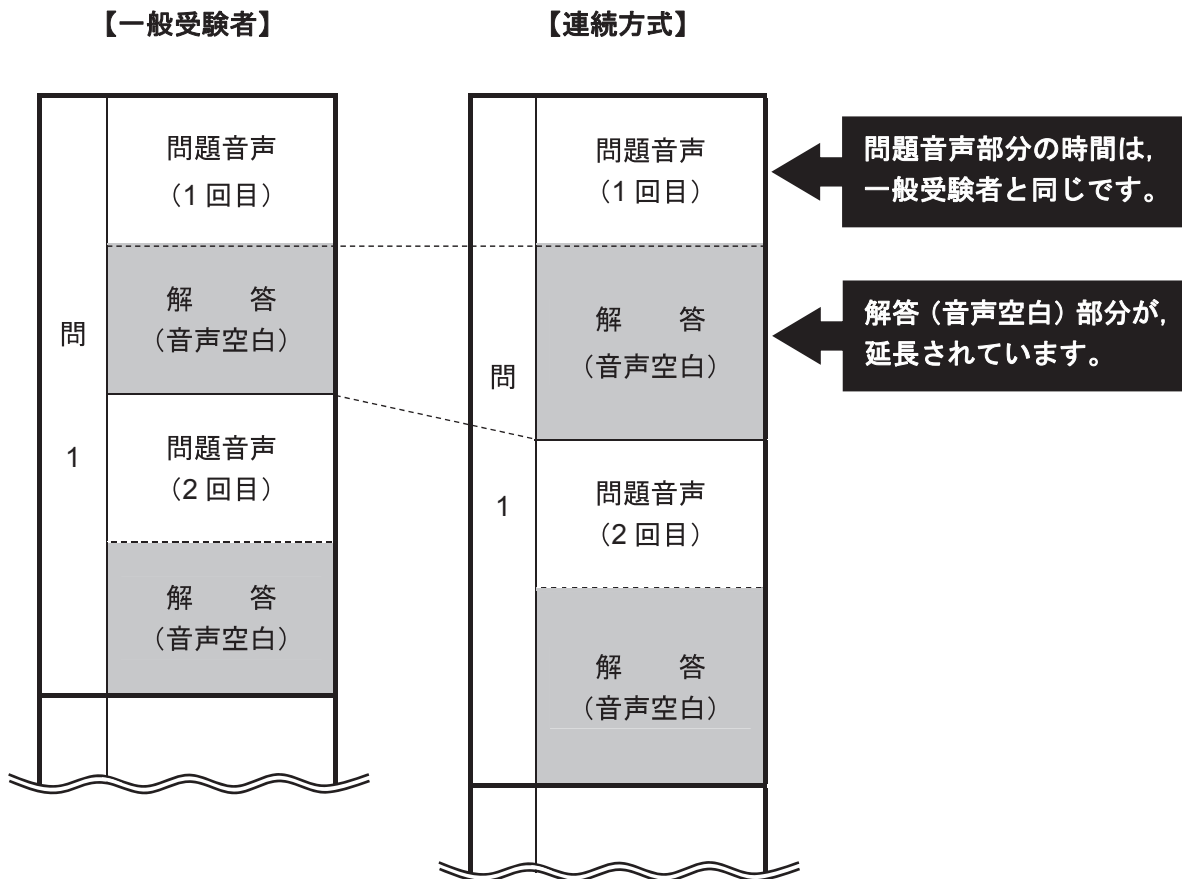 【一般受験者】
問
1
問題音声
（1 回目）
解　　答
（音声空白）
問題音声
（2 回目）
解　　答
（音声空白）
【連続方式】
問
1
問題音声
（1 回目）
解　　答
（音声空白）
問題音声
（2 回目）
解　　答
（音声空白）
問題音声部分の時間は，
一般受験者と同じです。
解答（音声空白）部分が，
延長されています。